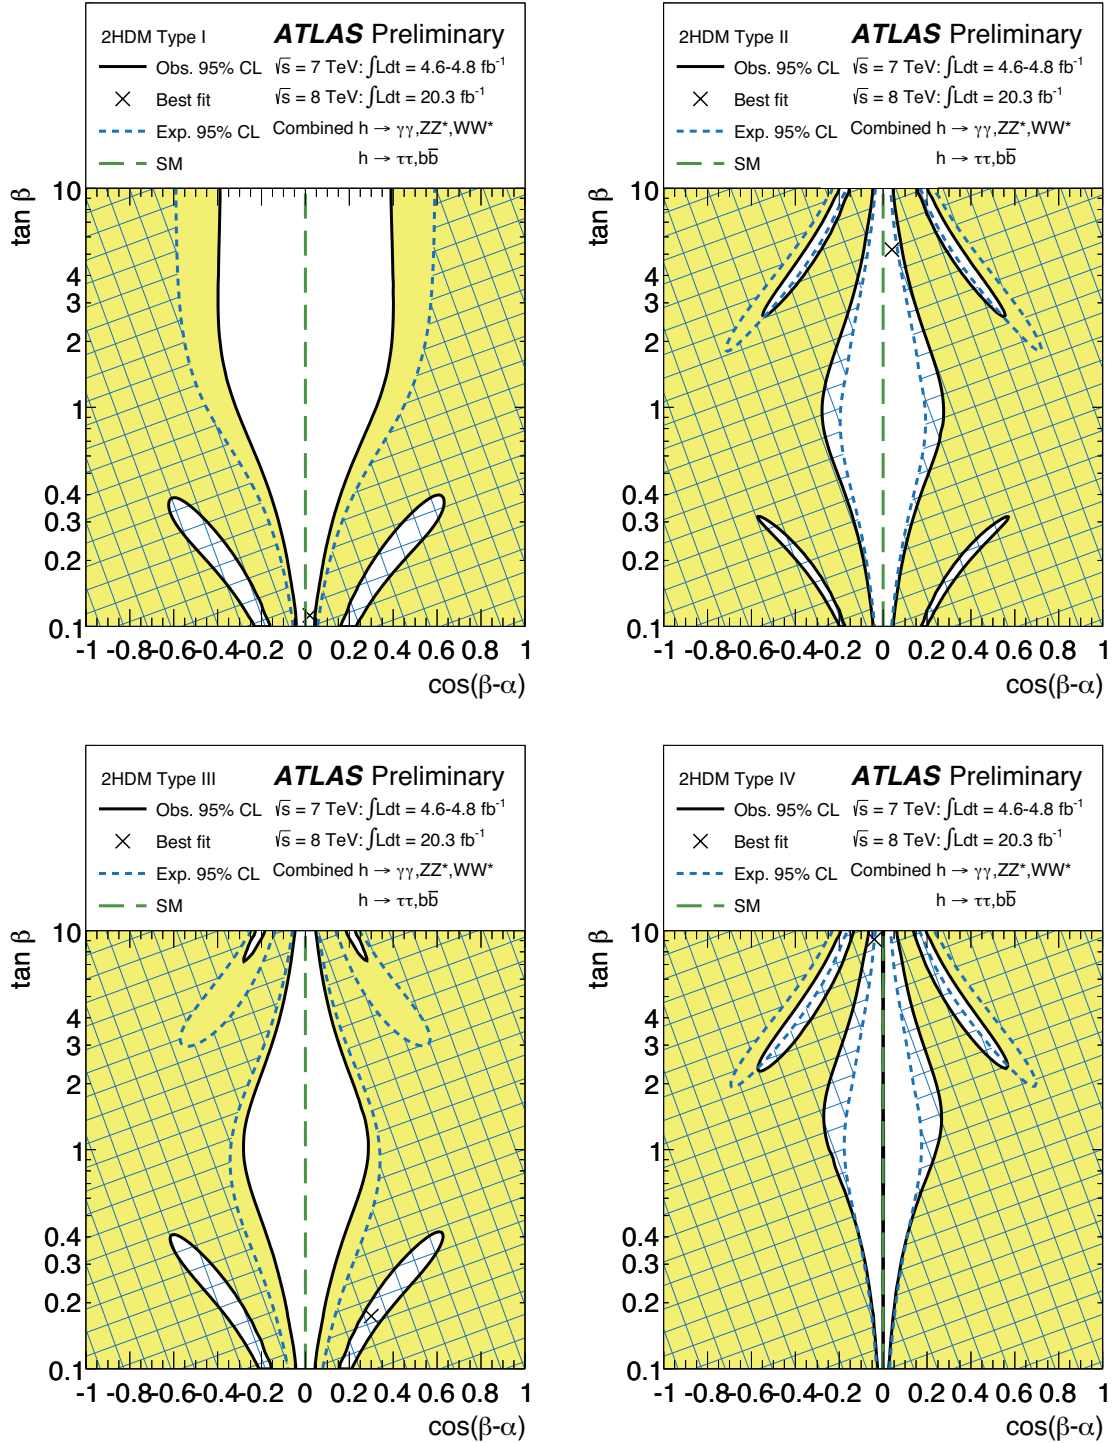 2HDM Type I
ATLAS Preliminary
Obs. 95% CL
√s = 7 TeV: ∫Ldt = 4.6-4.8 fb⁻¹
Best fit
√s = 8 TeV: ∫Ldt = 20.3 fb⁻¹
Exp. 95% CL
Combined h → γγ,ZZ*,WW*
SM
h → ττ,bb̅
tan β
10
4
3
2
1
0.4
0.3
0.2
0.1
-1 -0.8 -0.6 -0.4 -0.2 0 0.2 0.4 0.6 0.8 1
cos(β-α)
2HDM Type II
ATLAS Preliminary
Obs. 95% CL
√s = 7 TeV: ∫Ldt = 4.6-4.8 fb⁻¹
Best fit
√s = 8 TeV: ∫Ldt = 20.3 fb⁻¹
Exp. 95% CL
Combined h → γγ,ZZ*,WW*
SM
h → ττ,bb̅
tan β
10
4
3
2
1
0.4
0.3
0.2
0.1
-1 -0.8 -0.6 -0.4 -0.2 0 0.2 0.4 0.6 0.8 1
cos(β-α)
2HDM Type III
ATLAS Preliminary
Obs. 95% CL
√s = 7 TeV: ∫Ldt = 4.6-4.8 fb⁻¹
Best fit
√s = 8 TeV: ∫Ldt = 20.3 fb⁻¹
Exp. 95% CL
Combined h → γγ,ZZ*,WW*
SM
h → ττ,bb̅
tan β
10
4
3
2
1
0.4
0.3
0.2
0.1
-1 -0.8 -0.6 -0.4 -0.2 0 0.2 0.4 0.6 0.8 1
cos(β-α)
2HDM Type IV
ATLAS Preliminary
Obs. 95% CL
√s = 7 TeV: ∫Ldt = 4.6-4.8 fb⁻¹
Best fit
√s = 8 TeV: ∫Ldt = 20.3 fb⁻¹
Exp. 95% CL
Combined h → γγ,ZZ*,WW*
SM
h → ττ,bb̅
tan β
10
4
3
2
1
0.4
0.3
0.2
0.1
-1 -0.8 -0.6 -0.4 -0.2 0 0.2 0.4 0.6 0.8 1
cos(β-α)